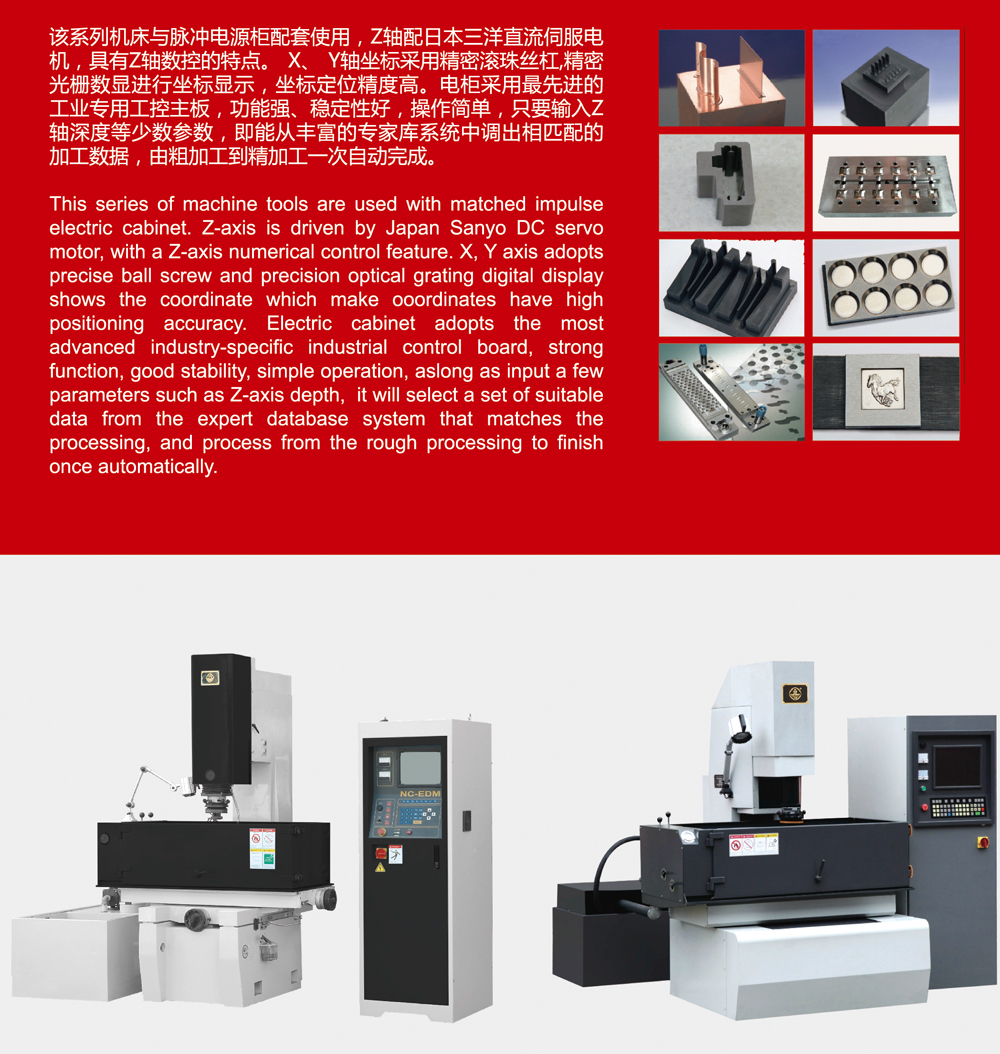 该系列机床与脉冲电源柜配套使用，Z轴配日本三洋直流伺服电
机，具有Z轴数控的特点。 X、 Y轴坐标采用精密滚珠丝杠,精密
光栅数显进行坐标显示，坐标定位精度高。电柜采用最先进的
工业专用工控主板，功能强、稳定性好，操作简单，只要输入Z
轴深度等少数参数，即能从丰富的专家库系统中调出相匹配的
加工数据，由粗加工到精加工一次自动完成。
This series of machine tools are used with matched impulse
electric cabinet. Z-axis is driven by Japan Sanyo DC servo
motor, with a Z-axis numerical control feature. X, Y axis adopts
precise ball screw and precision optical grating digital display
shows the coordinate which make ooordinates have high
positioning accuracy. Electric cabinet adopts the most
advanced industry-specific industrial control board, strong
function, good stability, simple operation, aslong as input a few
parameters such as Z-axis depth, it will select a set of suitable
data from the expert database system that matches the
processing, and process from the rough processing to finish
once automatically.
NC-EDM